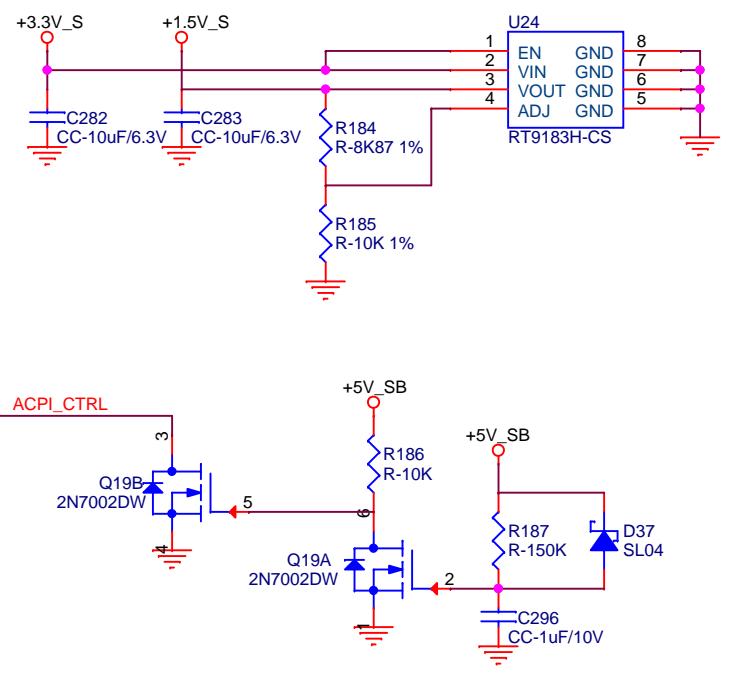 +3.3V_S
+1.5V_S
U24
1
EN
GND
8
2
VIN
GND
7
3
VOUT
GND
6
4
ADJ
GND
5
RT9183H-CS
C282
CC-10uF/6.3V
C283
CC-10uF/6.3V
R184
R-8K87 1%
R185
R-10K 1%
ACPI_CTRL
3
Q19B
2N7002DW
5
4
+5V_SB
R186
R-10K
6
Q19A
2N7002DW
2
1
+5V_SB
R187
R-150K
D37
SL04
C296
CC-1uF/10V